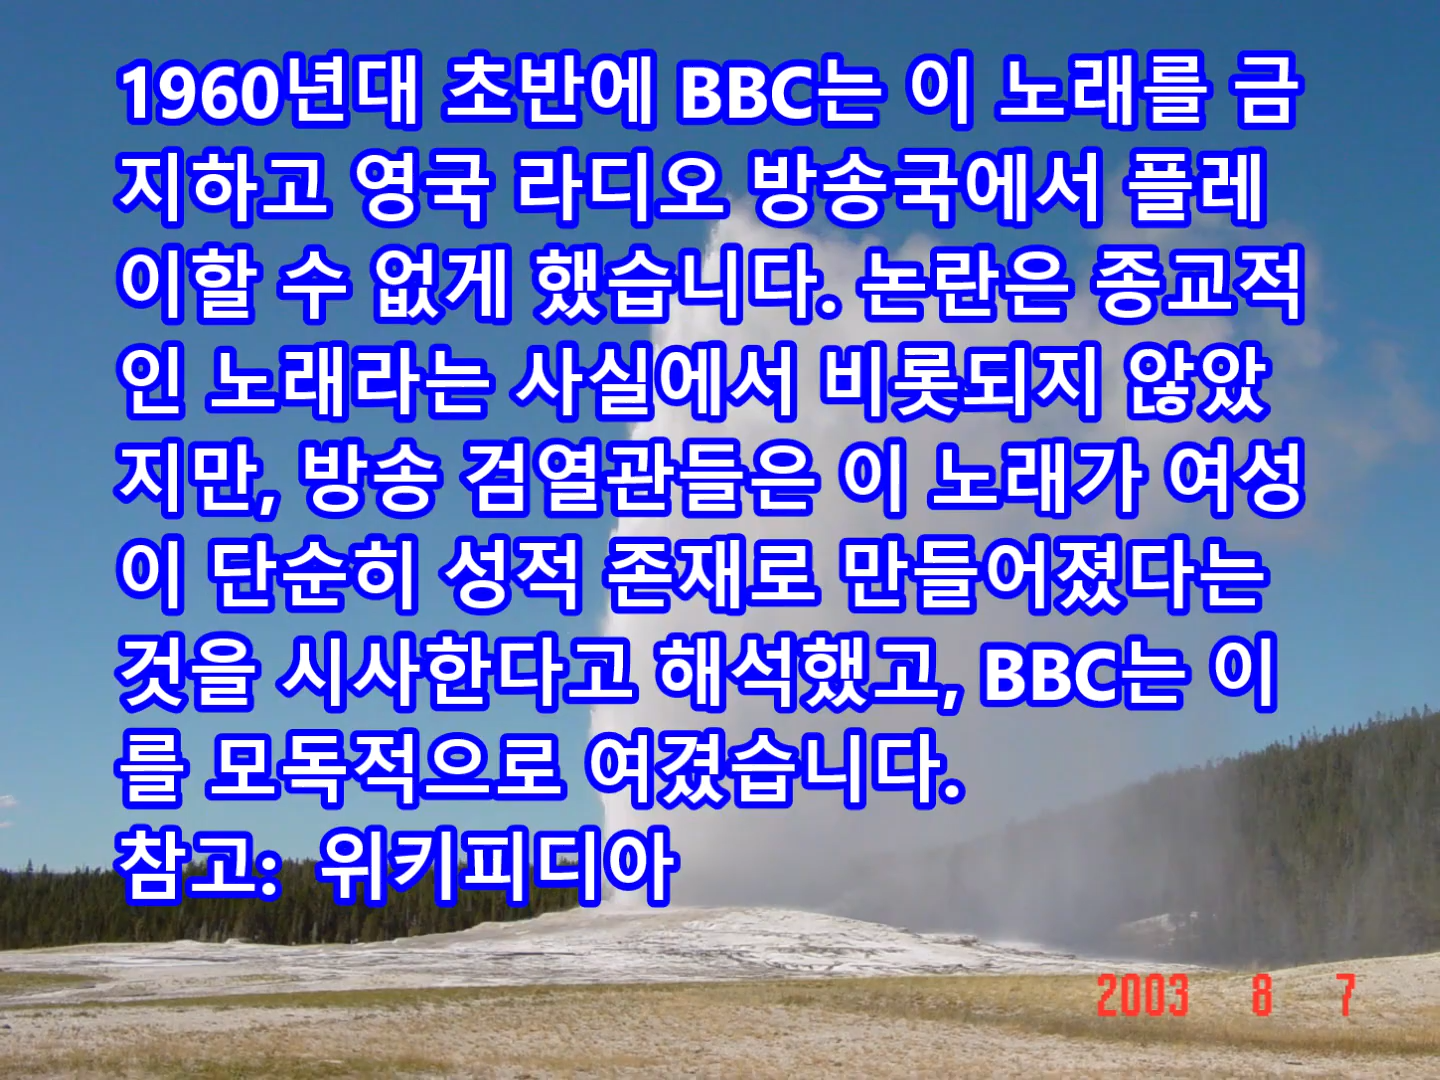 1960년대 초반에 BBC는 이 노래를 금
지하고 영국 라디오 방송국에서 플레
이할 수 없게 했습니다. 논란은 종교적
인 노래라는 사실에서 비롯되지 않았
지만, 방송 검열관들은 이 노래가 여성
이 단순히 성적 존재로 만들어졌다는
것을 시사한다고 해석했고, BBC는 이
를 모독적으로 여겼습니다.
참고: 위키피디아
2003 8 7